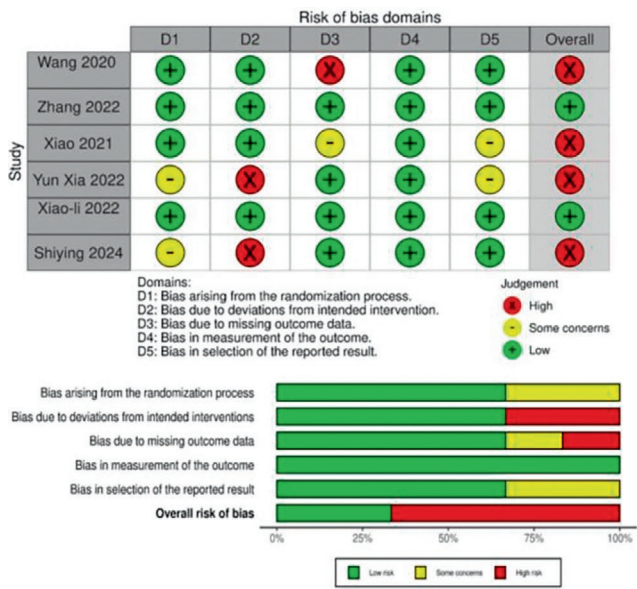 Risk of bias domains
D1 D2 D3 D4 D5 Overall
Study
Wang 2020 + + X + + X
Zhang 2022 + + + + + +
Xiao 2021 + + - + - X
Yun Xia 2022 - X + + - X
Xiao-li 2022 + + + + + +
Shiying 2024 - X + + + X
Domains:
D1: Bias arising from the randomization process.
D2: Bias due to deviations from intended intervention.
D3: Bias due to missing outcome data.
D4: Bias in measurement of the outcome.
D5: Bias in selection of the reported result.
Judgement
X High
- Some concerns
+ Low
Bias arising from the randomization process
Bias due to deviations from intended interventions
Bias due to missing outcome data
Bias in measurement of the outcome
Bias in selection of the reported result
Overall risk of bias
0% 25% 50% 75% 100%
Low risk Some concerns High risk